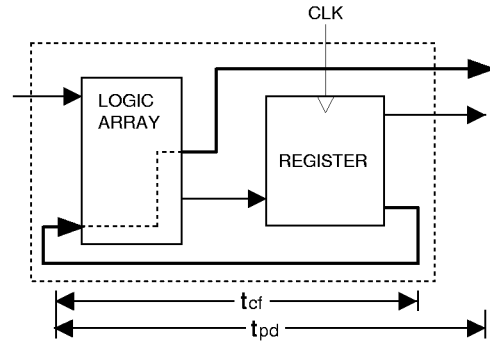 CLK
LOGIC
ARRAY
REGISTER
tcf
tpd